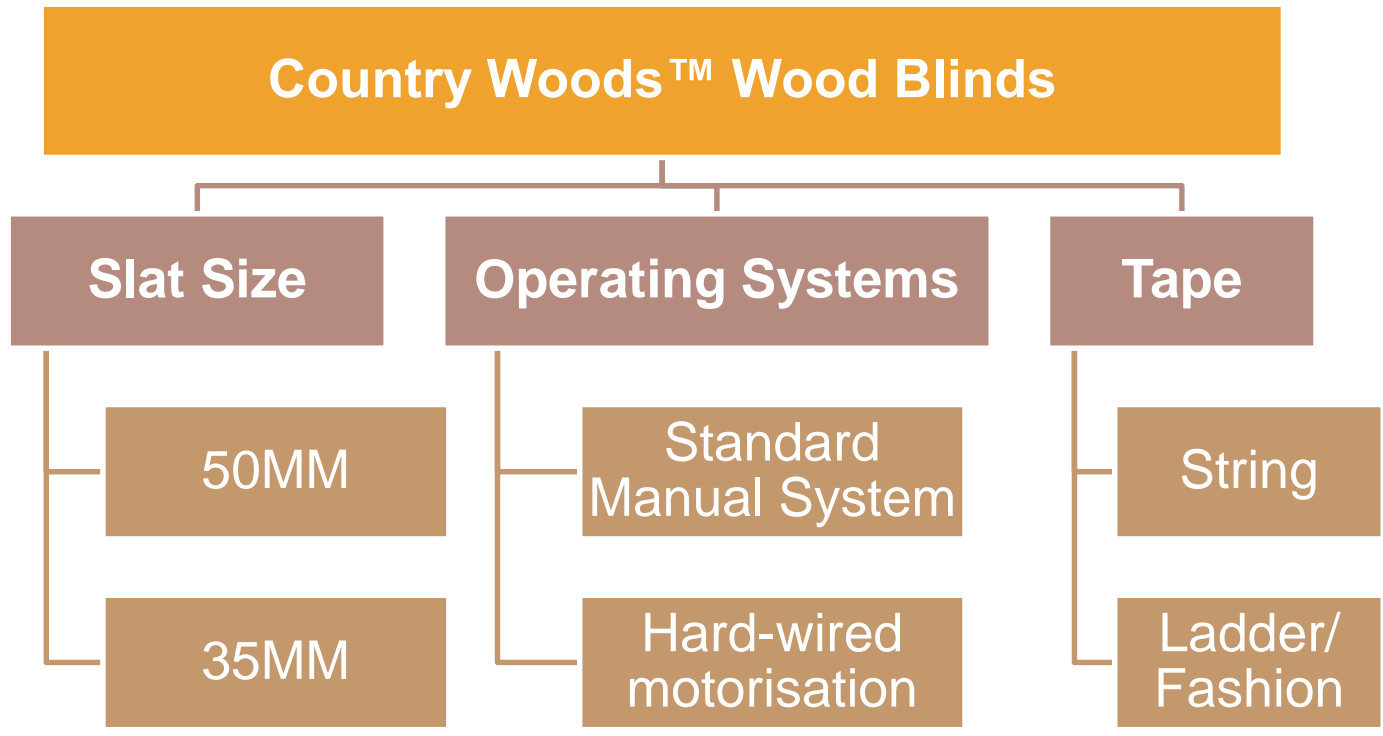 Country Woods™ Wood Blinds
Slat Size
Operating Systems
Tape
50MM
Standard
Manual System
String
35MM
Hard-wired
motorisation
Ladder/
Fashion